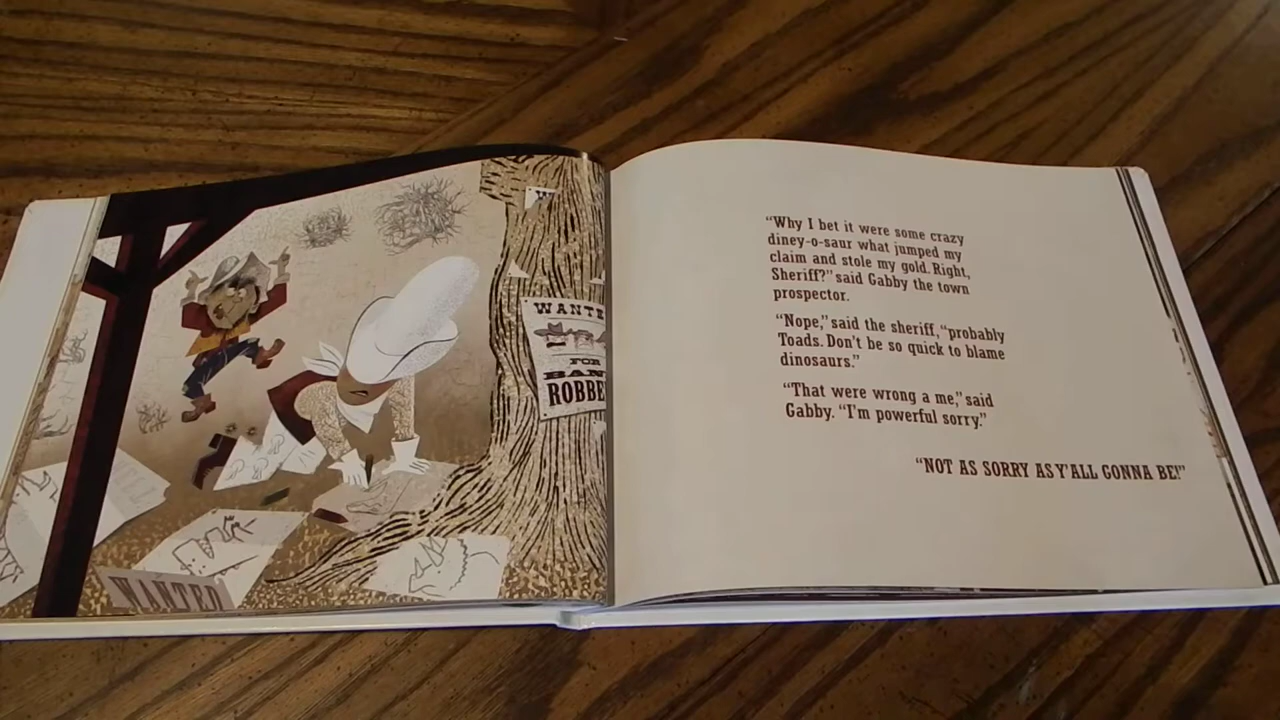 W
WANTE
FOR
BAN
ROBBE
WANTED
“Why I bet it were some crazy
diney-o-saur what jumped my
claim and stole my gold. Right,
Sheriff?” said Gabby the town
prospector.
“Nope,” said the sheriff, “probably
Toads. Don’t be so quick to blame
dinosaurs.”
“That were wrong a me,” said
Gabby. “I’m powerful sorry.”
“NOT AS SORRY AS Y’ALL GONNA BE!”